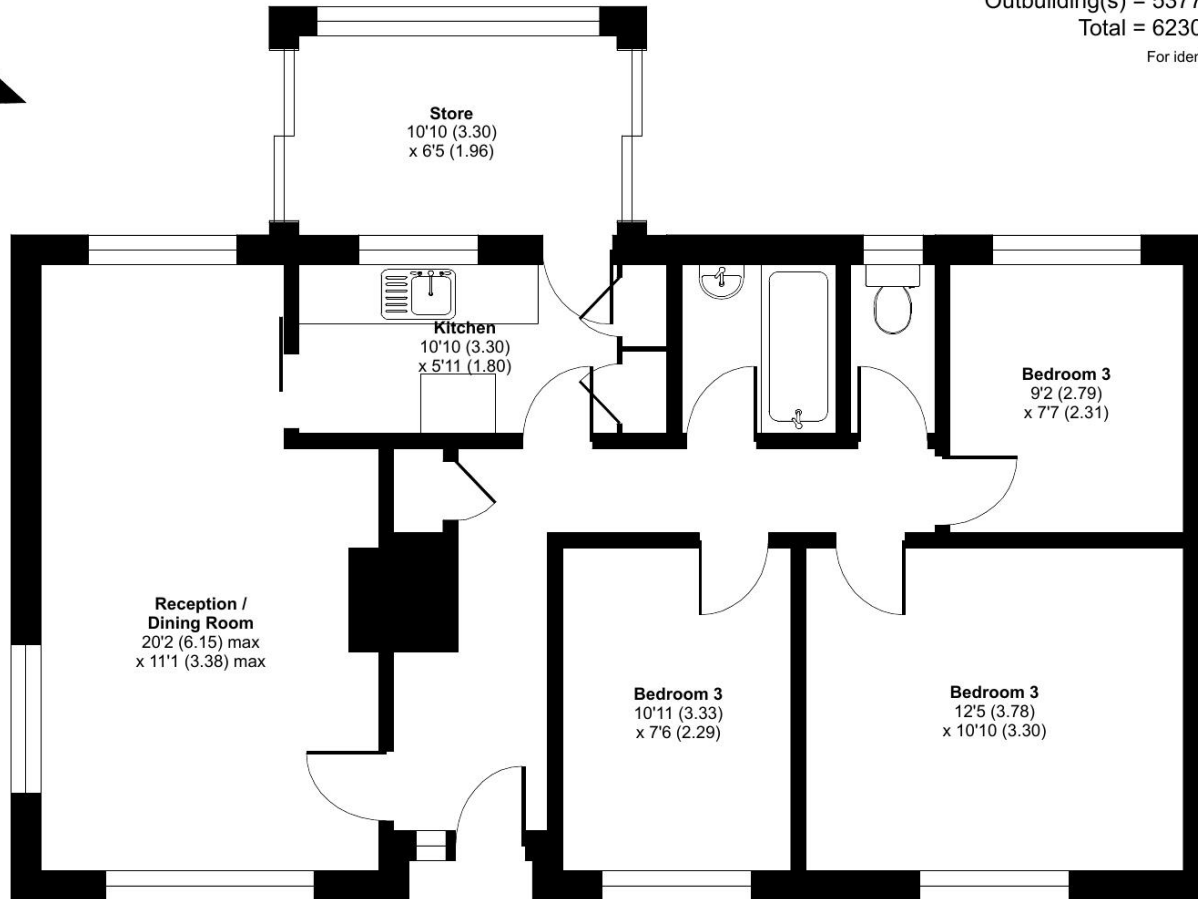 Outbuilding(s) = 5377
Total = 6230
For iden
Store
10'10 (3.30)
x 6'5 (1.96)
Kitchen
10'10 (3.30)
x 5'11 (1.80)
Bedroom 3
9'2 (2.79)
x 7'7 (2.31)
Reception /
Dining Room
20'2 (6.15) max
x 11'1 (3.38) max
Bedroom 3
10'11 (3.33)
x 7'6 (2.29)
Bedroom 3
12'5 (3.78)
x 10'10 (3.30)